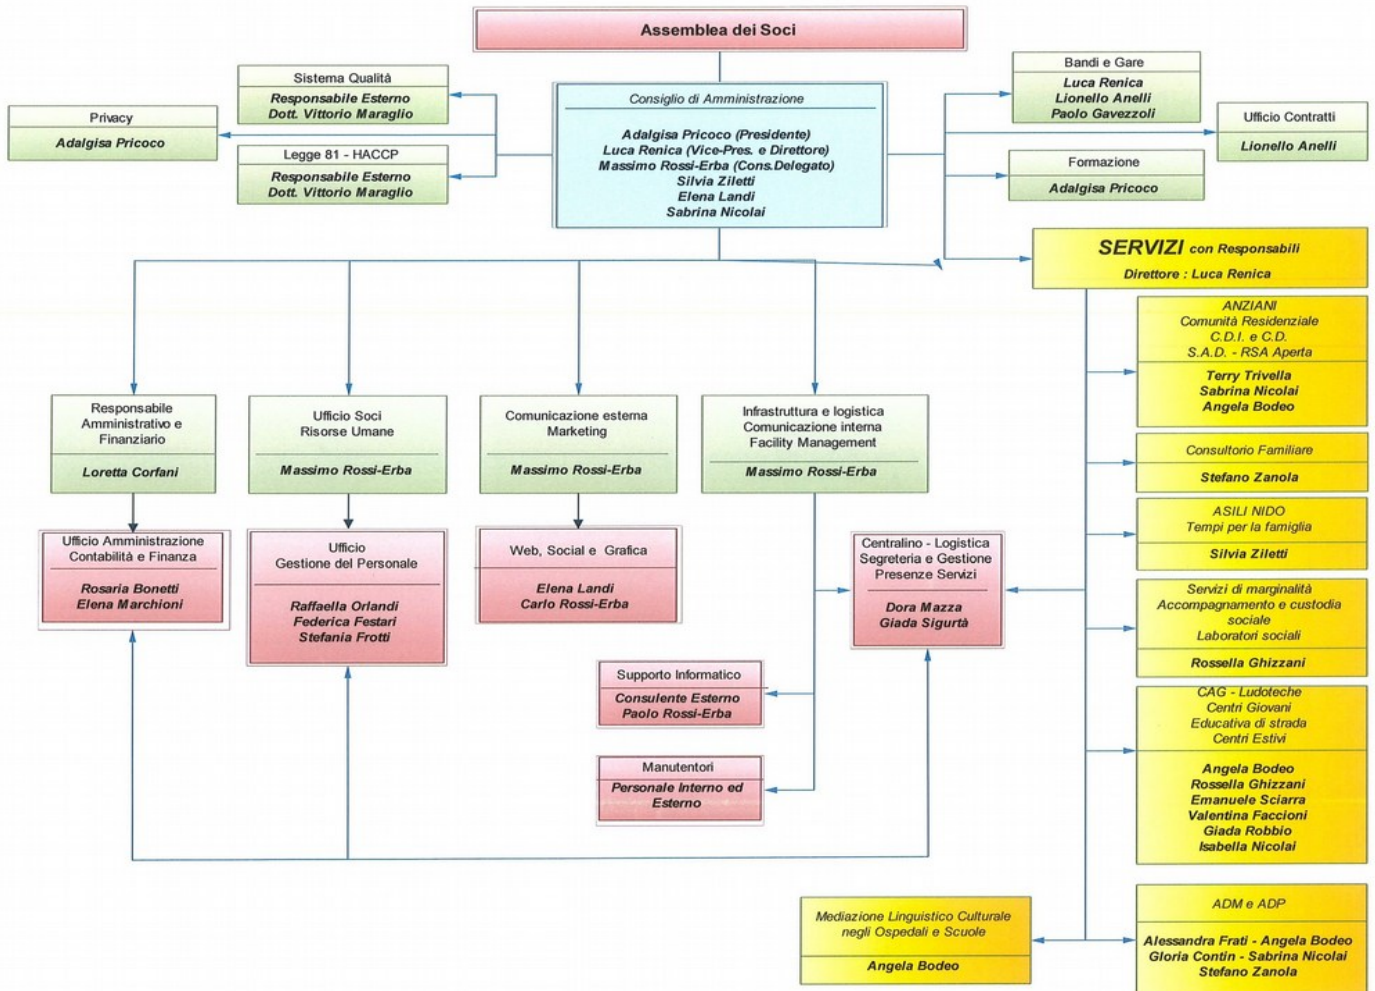 Assemblea dei Soci
Sistema Qualità
Responsabile Esterno
Dott. Vittorio Maraglio
Privacy
Adalgisa Pricoco
Legge 81 - HACCP
Responsabile Esterno
Dott. Vittorio Maraglio
Consiglio di Amministrazione
Adalgisa Pricoco (Presidente)
Luca Renica (Vice-Pres. e Direttore)
Massimo Rossi-Erba (Cons.Delegato)
Silvia Ziletti
Elena Landi
Sabrina Nicolai
Bandi e Gare
Luca Renica
Lionello Anelli
Paolo Gavezzoli
Ufficio Contratti
Lionello Anelli
Formazione
Adalgisa Pricoco
SERVIZI con Responsabili
Direttore : Luca Renica
ANZIANI
Comunità Residenziale
C.D.I. e C.D.
S.A.D. - RSA Aperta
Terry Trivella
Sabrina Nicolai
Angela Bodeo
Consultorio Familiare
Stefano Zanola
ASILI NIDO
Tempi per la famiglia
Silvia Ziletti
Servizi di marginalità
Accompagnamento e custodia
sociale
Laboratori sociali
Rossella Ghizzani
CAG - Ludoteche
Centri Giovani
Educativa di strada
Centri Estivi
Angela Bodeo
Rossella Ghizzani
Emanuele Sciarra
Valentina Faccioni
Giada Robbio
Isabella Nicolai
ADM e ADP
Alessandra Frati - Angela Bodeo
Gloria Contin - Sabrina Nicolai
Stefano Zanola
Mediazione Linguistico Culturale
negli Ospedali e Scuole
Angela Bodeo
Responsabile
Amministrativo e
Finanziario
Loretta Corfani
Ufficio Soci
Risorse Umane
Massimo Rossi-Erba
Comunicazione esterna
Marketing
Massimo Rossi-Erba
Infrastruttura e logistica
Comunicazione interna
Facility Management
Massimo Rossi-Erba
Ufficio Amministrazione
Contabilità e Finanza
Rosaria Bonetti
Elena Marchioni
Ufficio
Gestione del Personale
Raffaella Orlandi
Federica Festari
Stefania Frotti
Web, Social e Grafica
Elena Landi
Carlo Rossi-Erba
Centralino - Logistica
Segreteria e Gestione
Presenze Servizi
Dora Mazza
Giada Sigurtà
Supporto Informatico
Consulente Esterno
Paolo Rossi-Erba
Manutentori
Personale Interno ed
Esterno